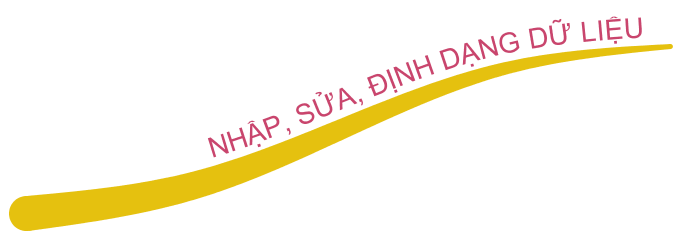 NHẬP, SỬA, ĐỊNH DẠNG DỮ LIỆU